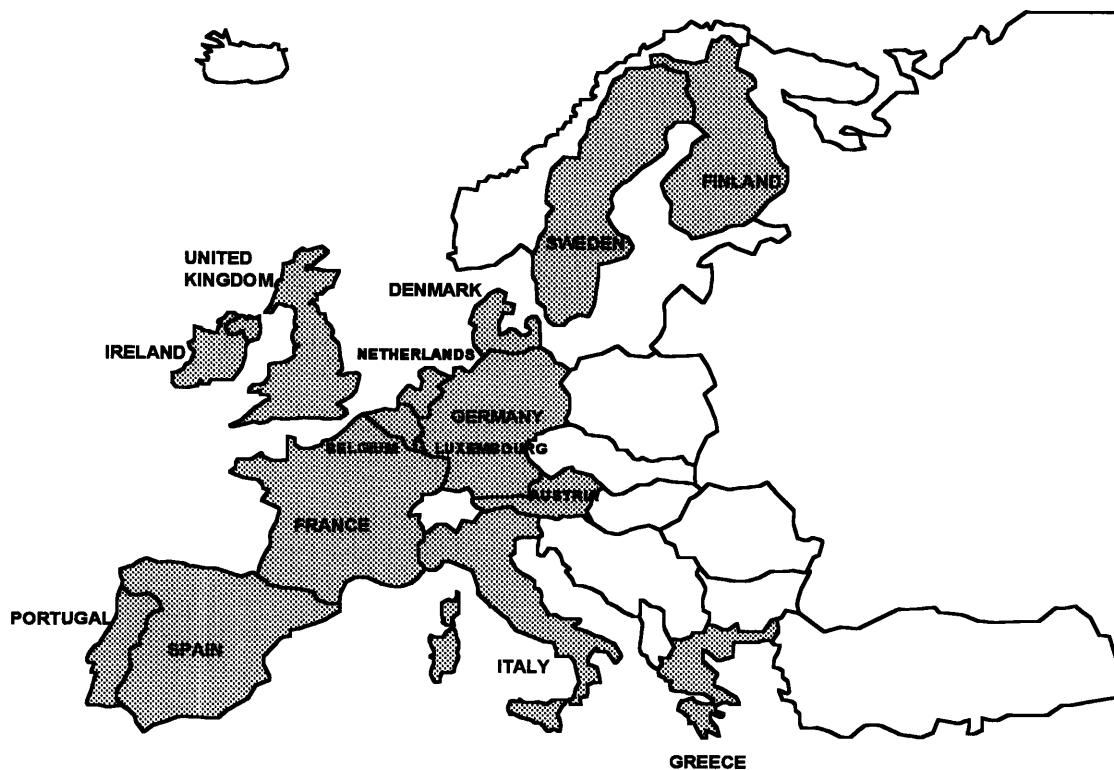 FINLAND
SWEDEN
UNITED
KINGDOM
DENMARK
IRELAND
NETHERLANDS
GERMANY
BELGIUM
LUXEMBOURG
AUSTRIA
FRANCE
PORTUGAL
SPAIN
ITALY
GREECE